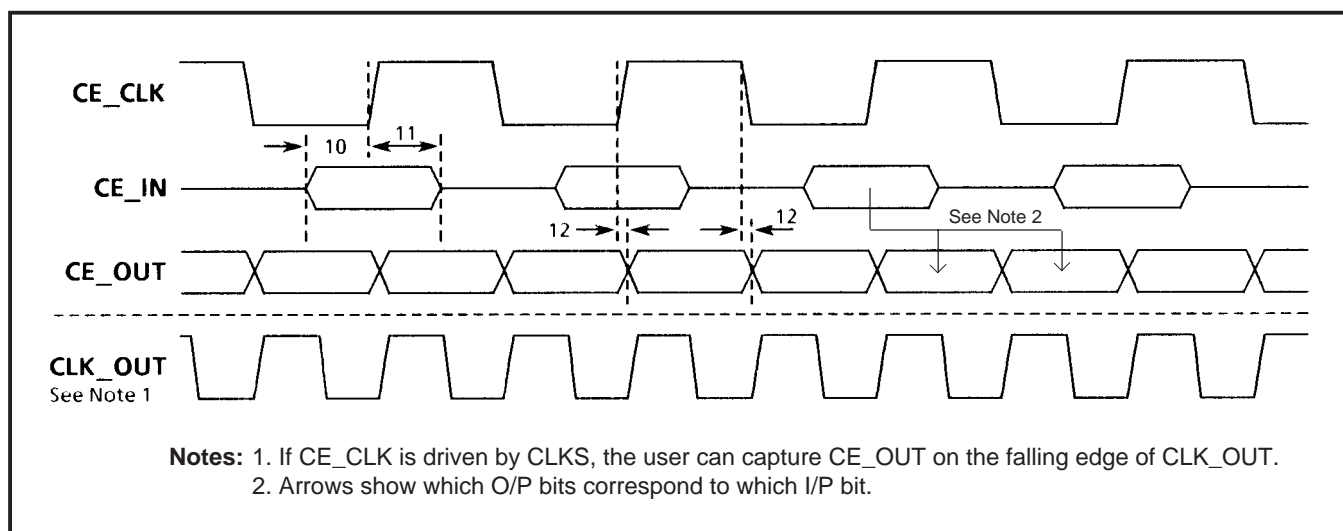 CE_CLK
10
11
CE_IN
See Note 2
12
12
CE_OUT
CLK_OUT
See Note 1
Notes: 1. If CE_CLK is driven by CLKS, the user can capture CE_OUT on the falling edge of CLK_OUT.
2. Arrows show which O/P bits correspond to which I/P bit.